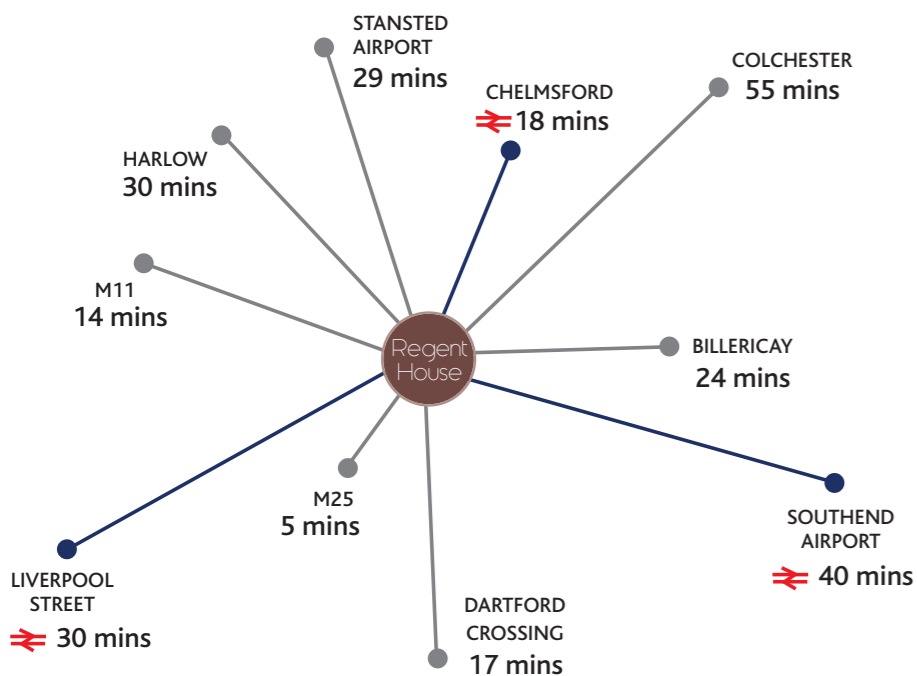 STANSTED
AIRPORT
29 mins
COLCHESTER
55 mins
CHELMSFORD
18 mins
HARLOW
30 mins
M11
14 mins
Regent
House
BILLERICAY
24 mins
M25
5 mins
SOUTHEND
AIRPORT
40 mins
LIVERPOOL
STREET
30 mins
DARTFORD
CROSSING
17 mins